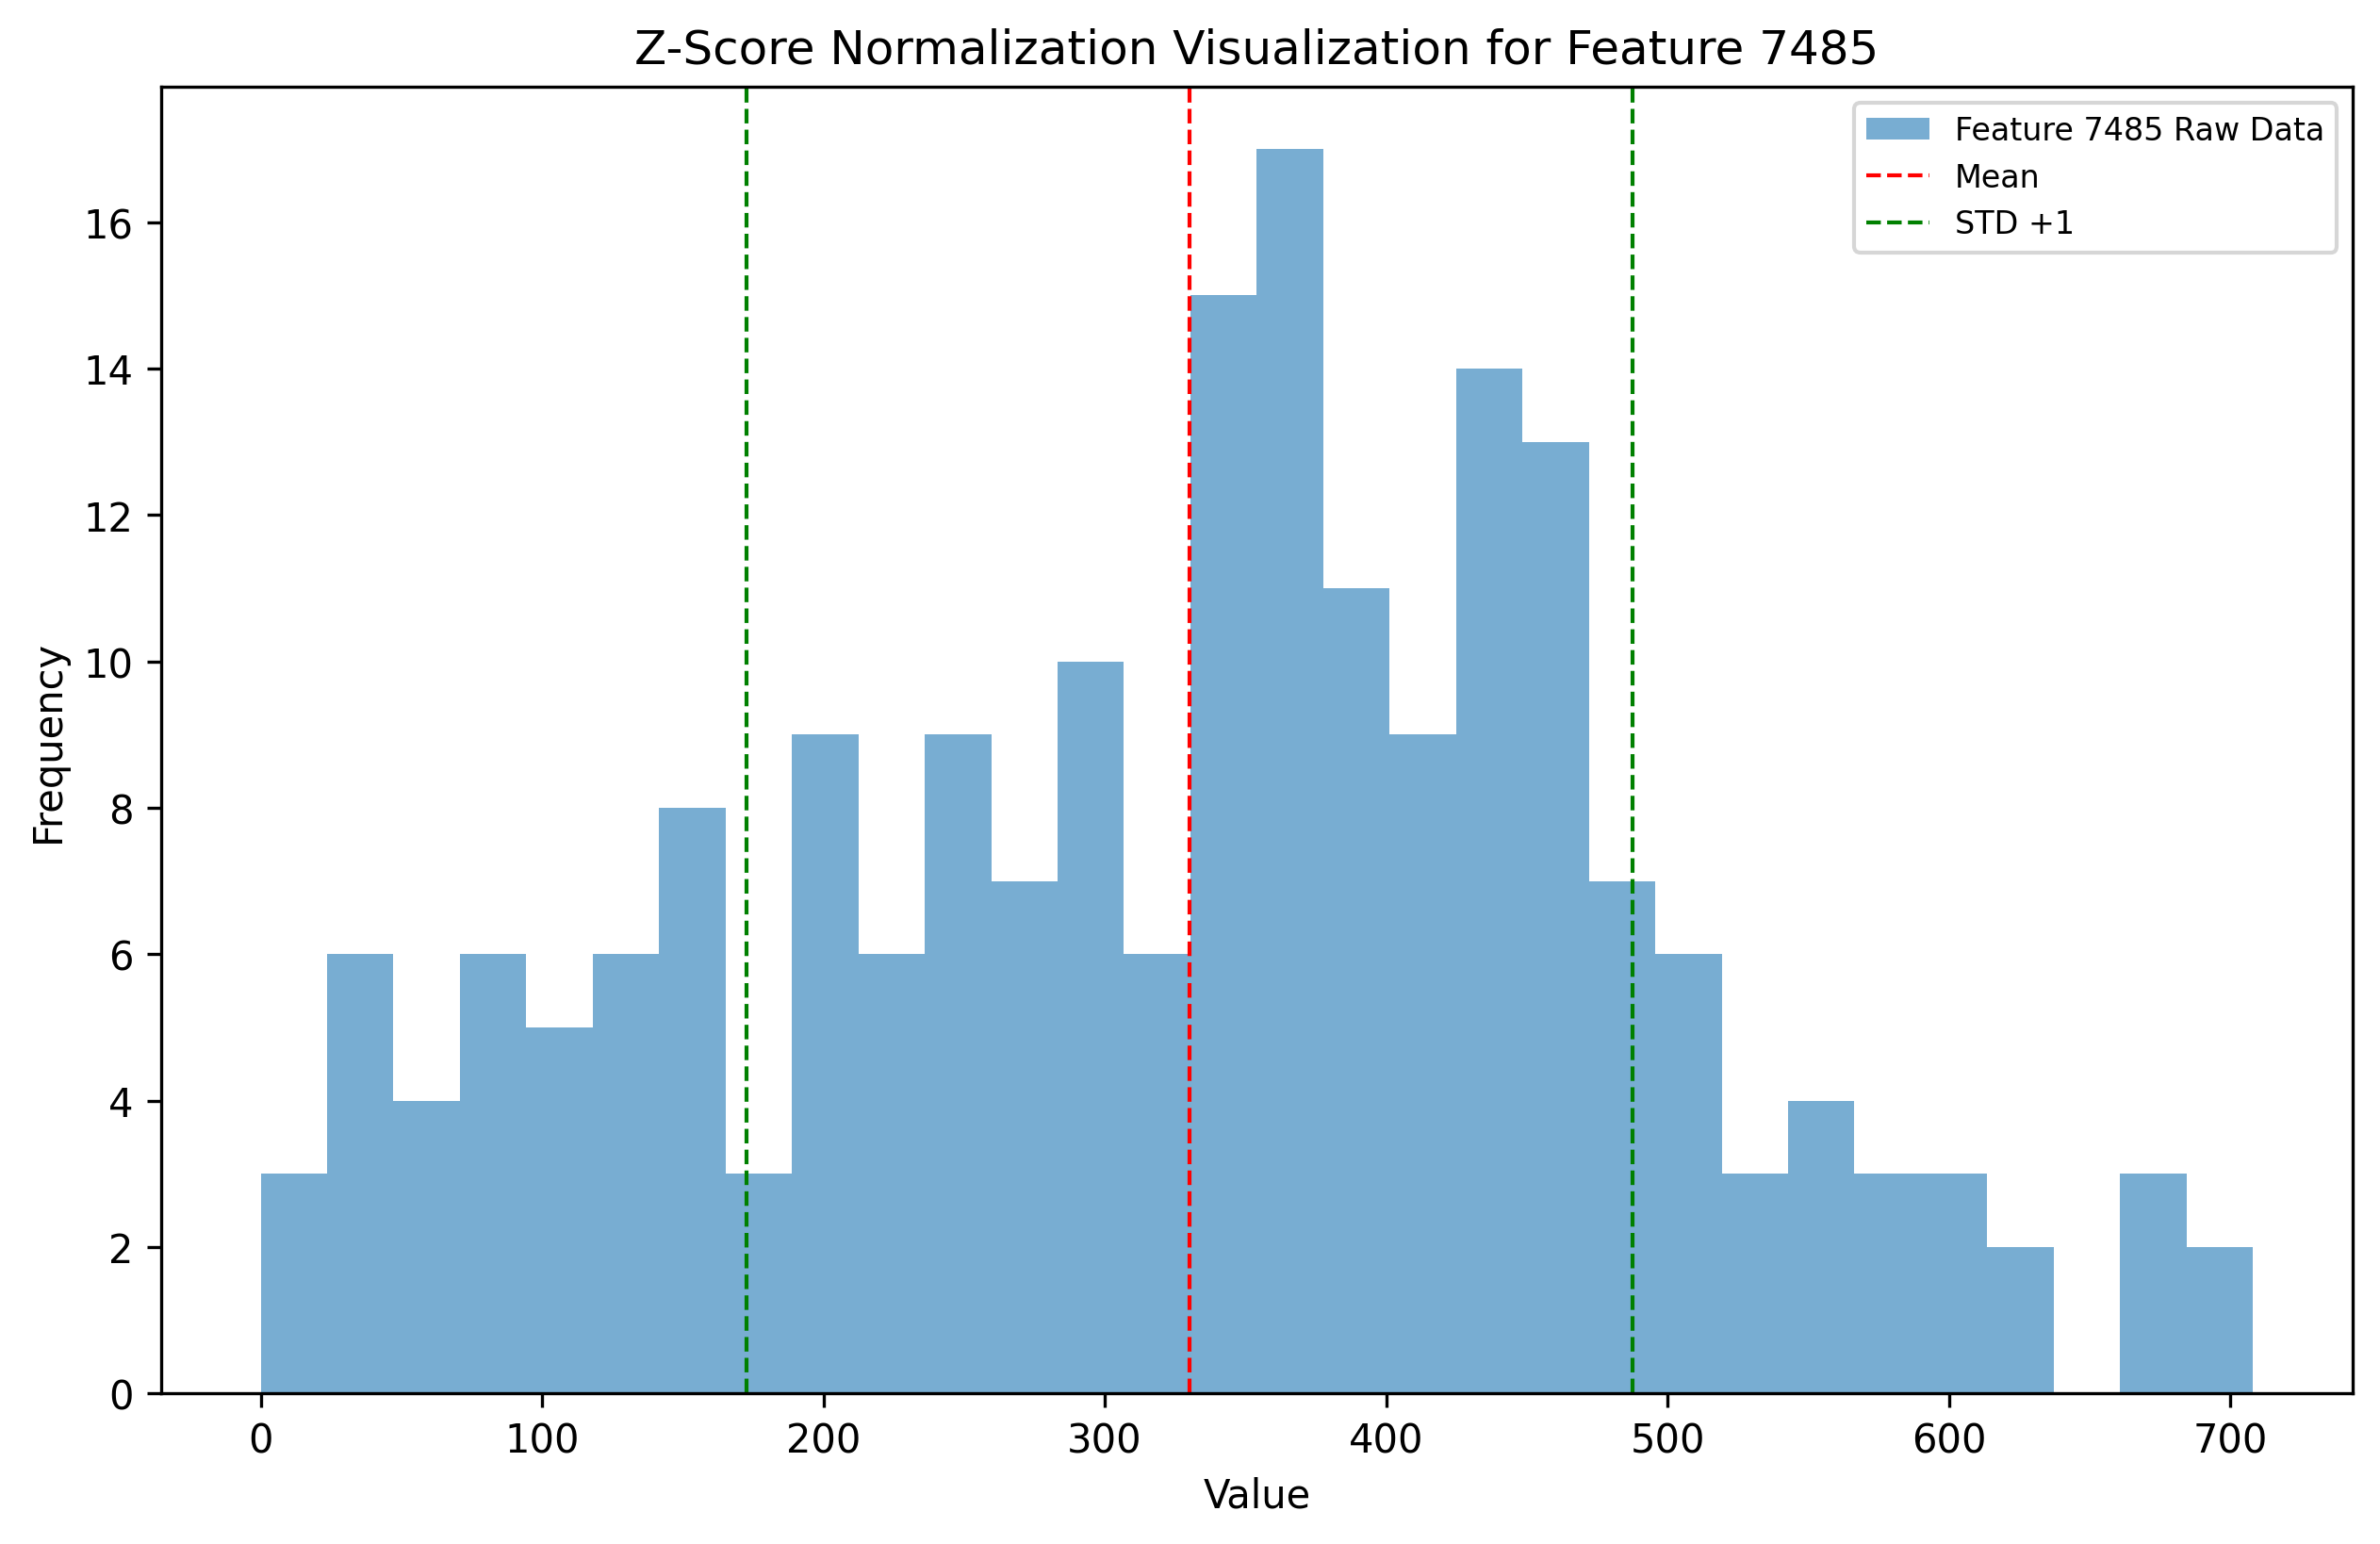 Z-Score Normalization Visualization for Feature 7485
Feature 7485 Raw Data
Mean
STD +1
16
14
12
10
8
6
4
2
0
Frequency
0 100 200 300 400 500 600 700
Value